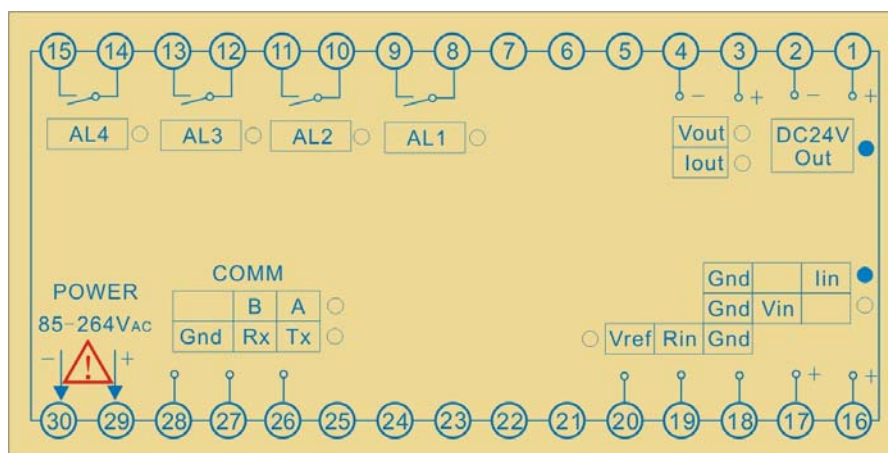 15 14 13 12 11 10 9 8 7 6 5 4 3 2 1
- + - +
AL4 AL3 AL2 AL1
Vout
Iout
DC24V
Out
COMM
B A
Gnd Rx Tx
POWER
85-264VAC
- ! +
Gnd Iin
Gnd Vin
Vref Rin Gnd
+ +
30 29 28 27 26 25 24 23 22 21 20 19 18 17 16